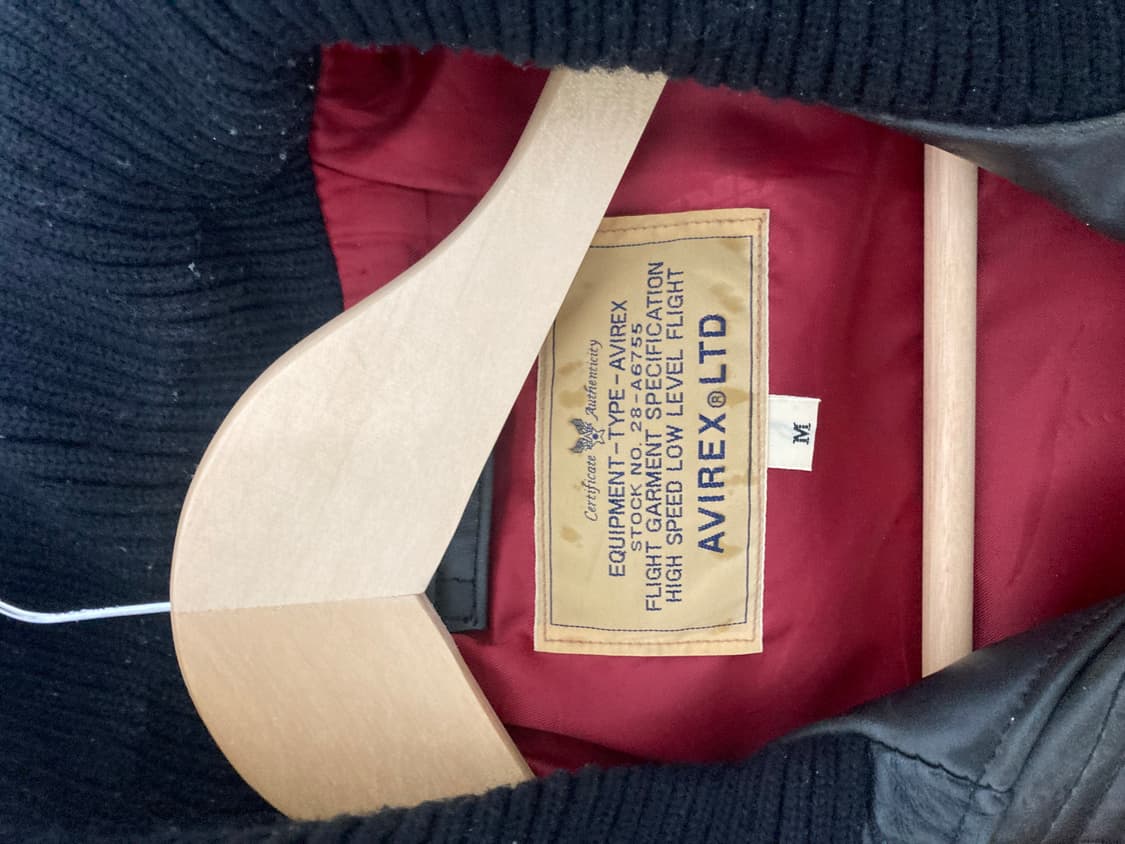 Certificate Authenticity
EQUIPMENT-TYPE-AVIREX
STOCK NO. 28-A6755
FLIGHT GARMENT SPECIFICATION
HIGH SPEED LOW LEVEL FLIGHT
AVIREX®LTD
M